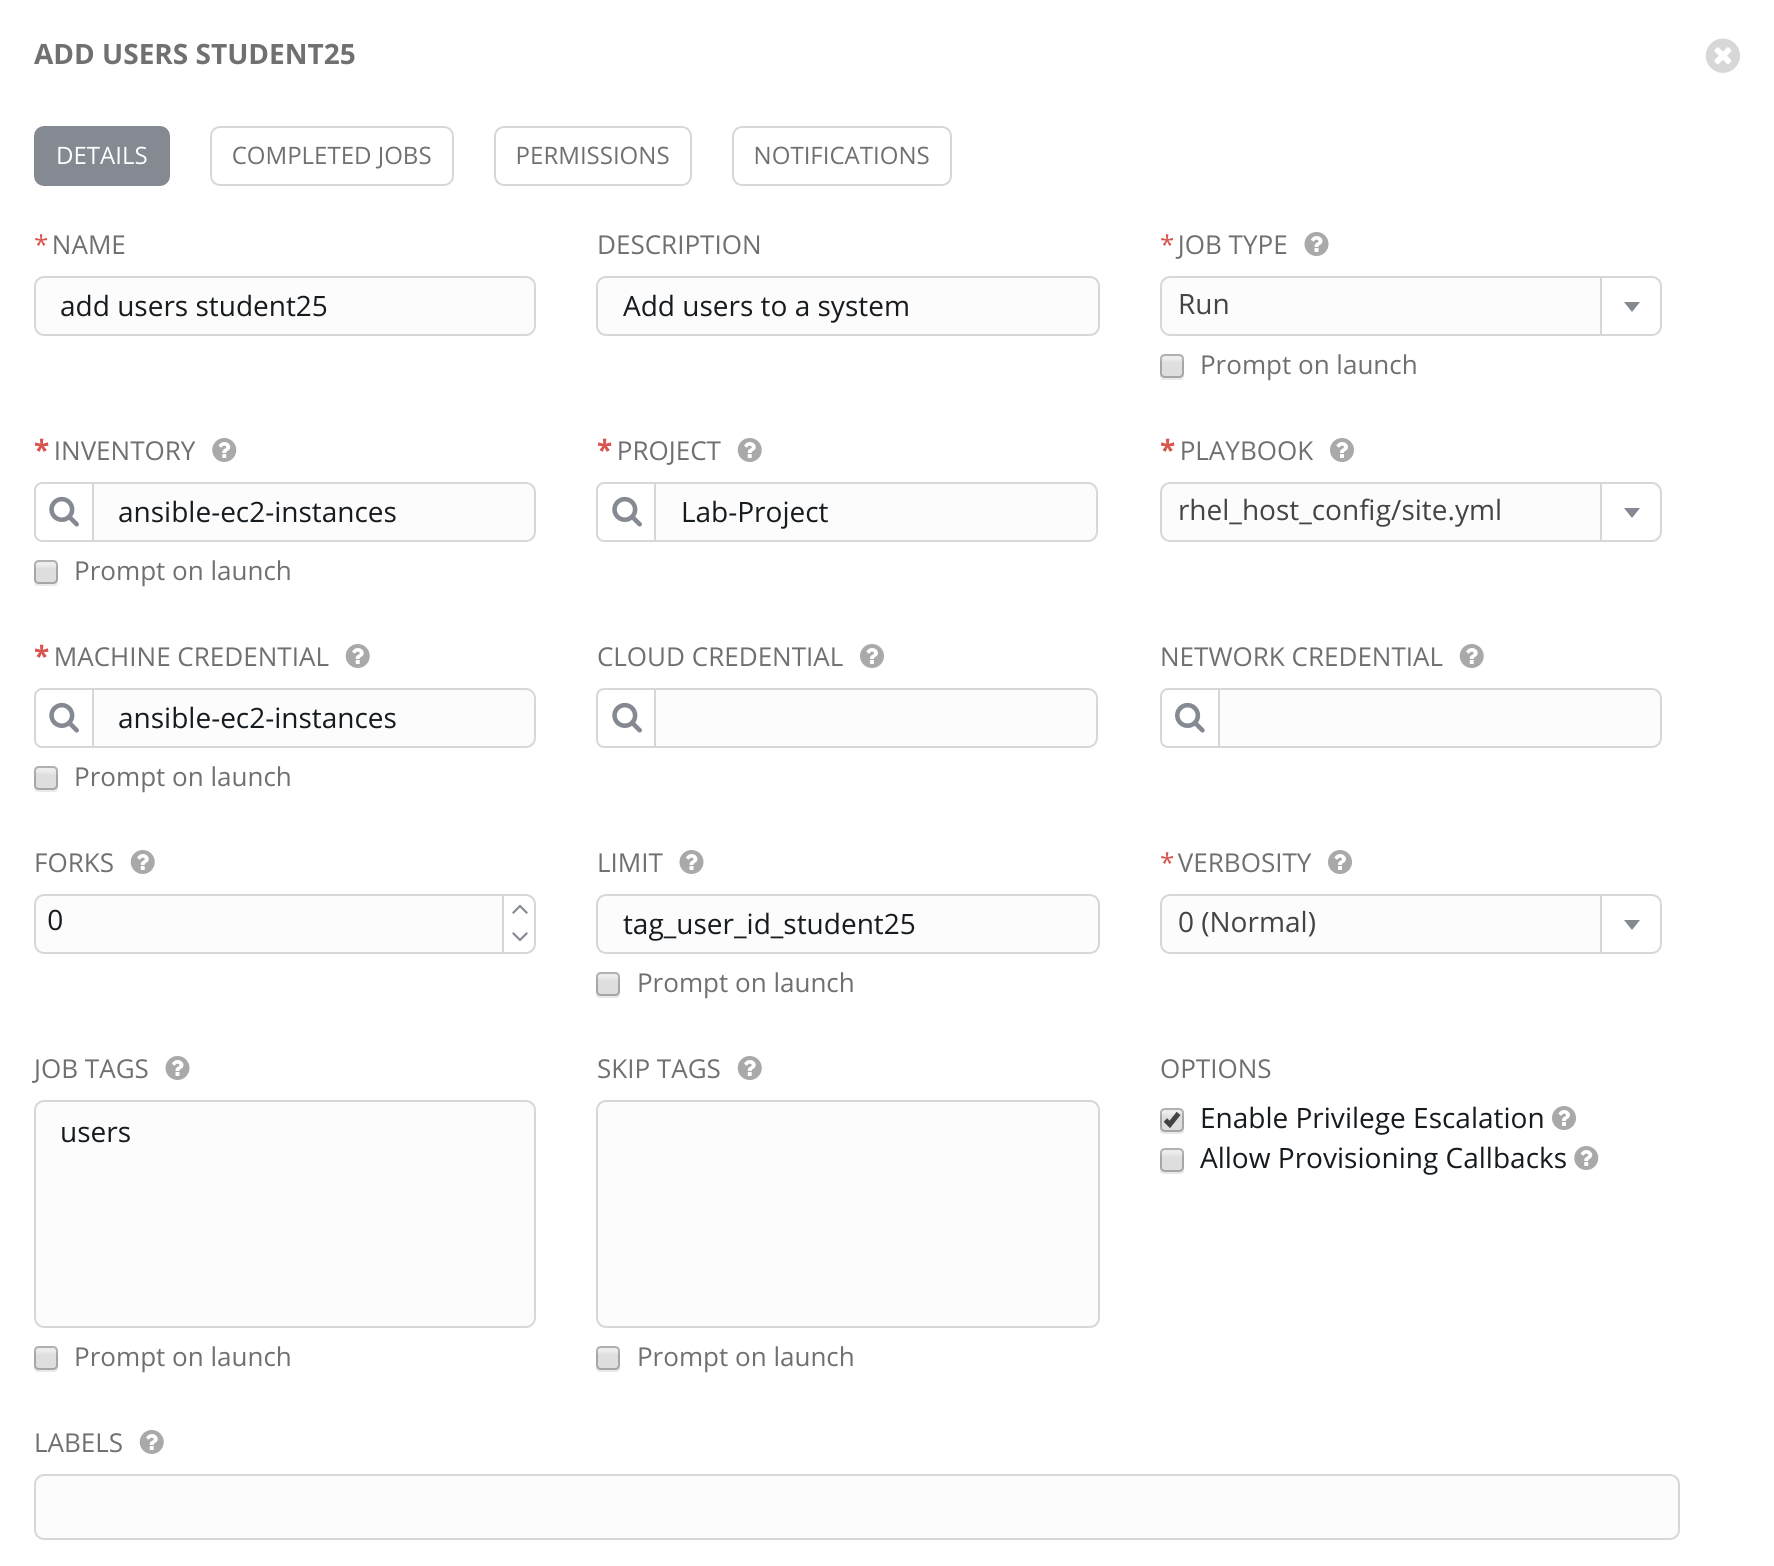 ADD USERS STUDENT25
DETAILS
COMPLETED JOBS
PERMISSIONS
NOTIFICATIONS
* NAME
DESCRIPTION
* JOB TYPE
add users student25
Add users to a system
Run
Prompt on launch
* INVENTORY
* PROJECT
* PLAYBOOK
ansible-ec2-instances
Lab-Project
rhel_host_config/site.yml
Prompt on launch
* MACHINE CREDENTIAL
CLOUD CREDENTIAL
NETWORK CREDENTIAL
ansible-ec2-instances
Prompt on launch
FORKS
LIMIT
* VERBOSITY
0
tag_user_id_student25
0 (Normal)
Prompt on launch
JOB TAGS
SKIP TAGS
OPTIONS
users
Enable Privilege Escalation
Allow Provisioning Callbacks
Prompt on launch
Prompt on launch
LABELS